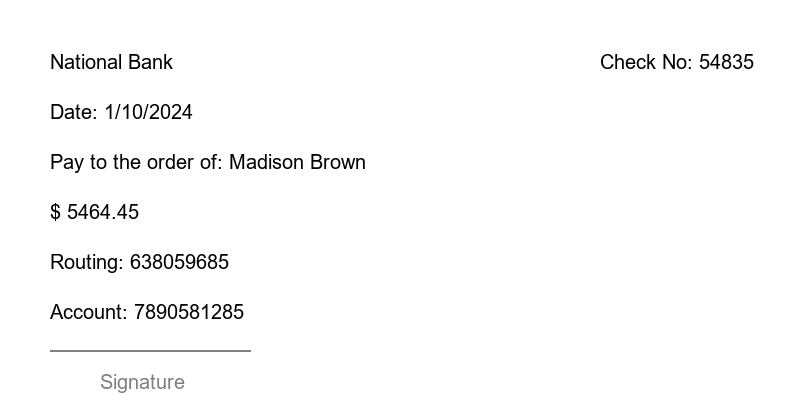 National Bank
Check No: 54835
Date: 1/10/2024
Pay to the order of: Madison Brown
$ 5464.45
Routing: 638059685
Account: 7890581285
Signature